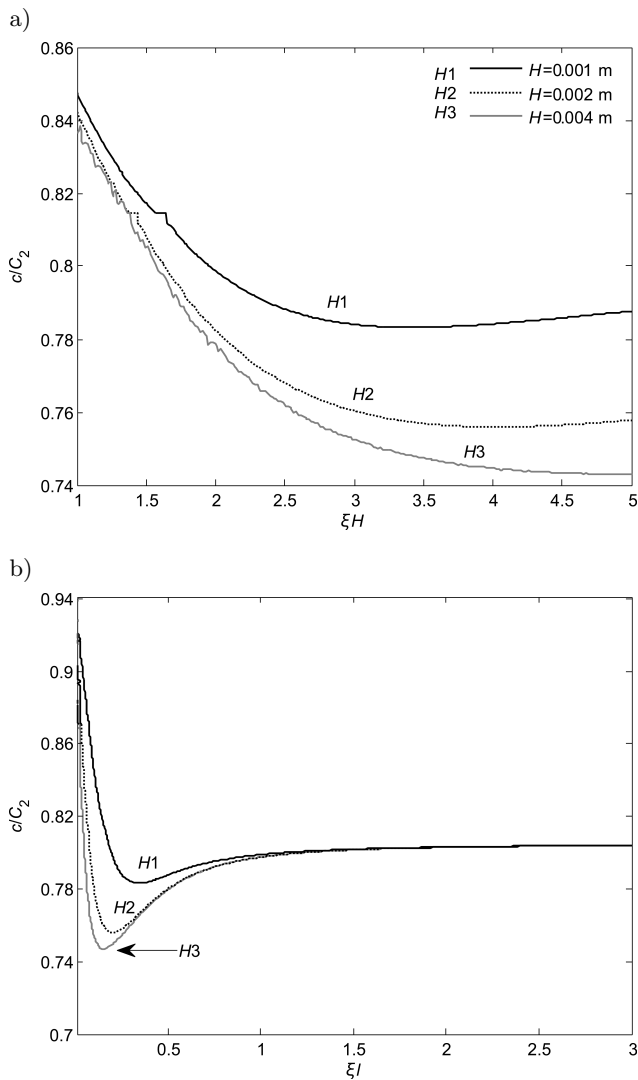 a)
0.86
0.84
0.82
0.8
0.78
0.76
0.74
c/C2
H1 H=0.001 m
H2 H=0.002 m
H3 H=0.004 m
H1
H2
H3
1 1.5 2 2.5 3 3.5 4 4.5 5
ξH
b)
0.94
0.9
0.86
0.82
0.78
0.74
0.7
c/C2
H1
H2
H3
0.5 1 1.5 2 2.5 3
ξl